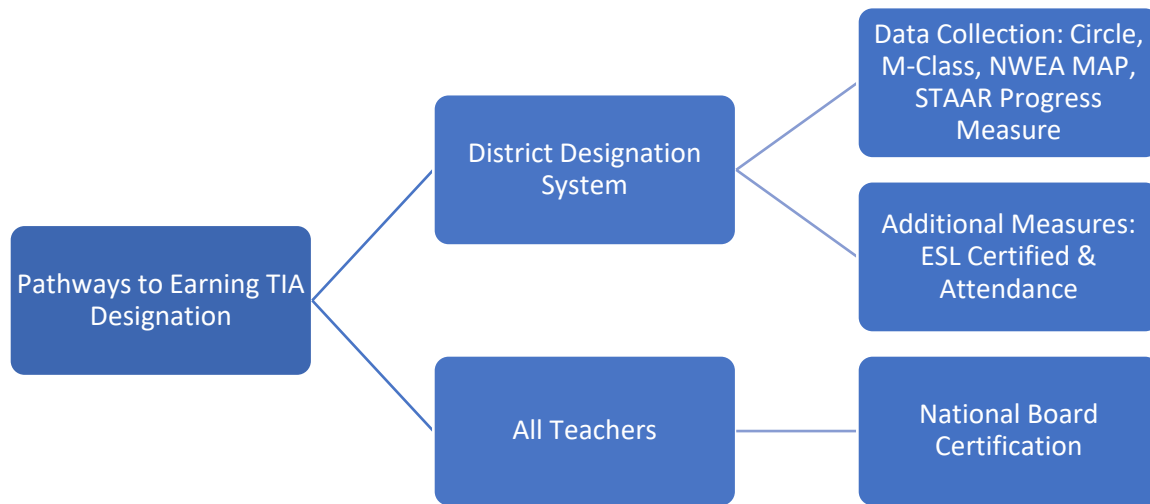 Pathways to Earning TIA
Designation
District Designation
System
Data Collection: Circle,
M-Class, NWEA MAP,
STAAR Progress
Measure
Additional Measures:
ESL Certified &
Attendance
All Teachers
National Board
Certification